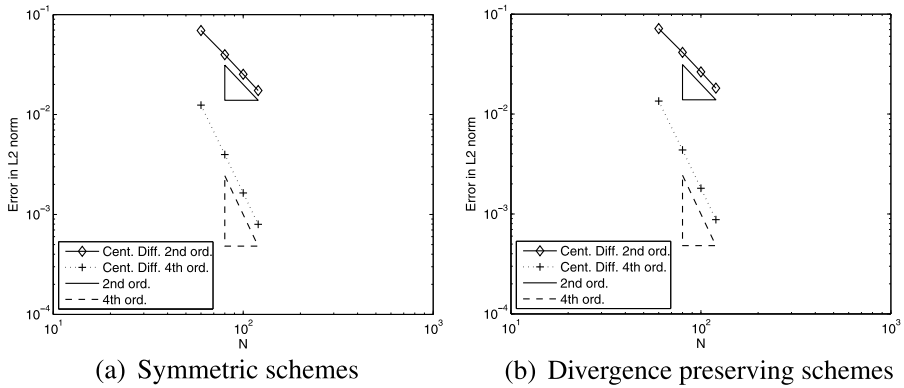 10^-1
10^-2
10^-3
10^-4
Error in L2 norm
Cent. Diff. 2nd ord.
Cent. Diff. 4th ord.
2nd ord.
4th ord.
10^1
10^2
10^3
N
(a) Symmetric schemes
10^-1
10^-2
10^-3
10^-4
Error in L2 norm
Cent. Diff. 2nd ord.
Cent. Diff. 4th ord.
2nd ord.
4th ord.
10^1
10^2
10^3
N
(b) Divergence preserving schemes